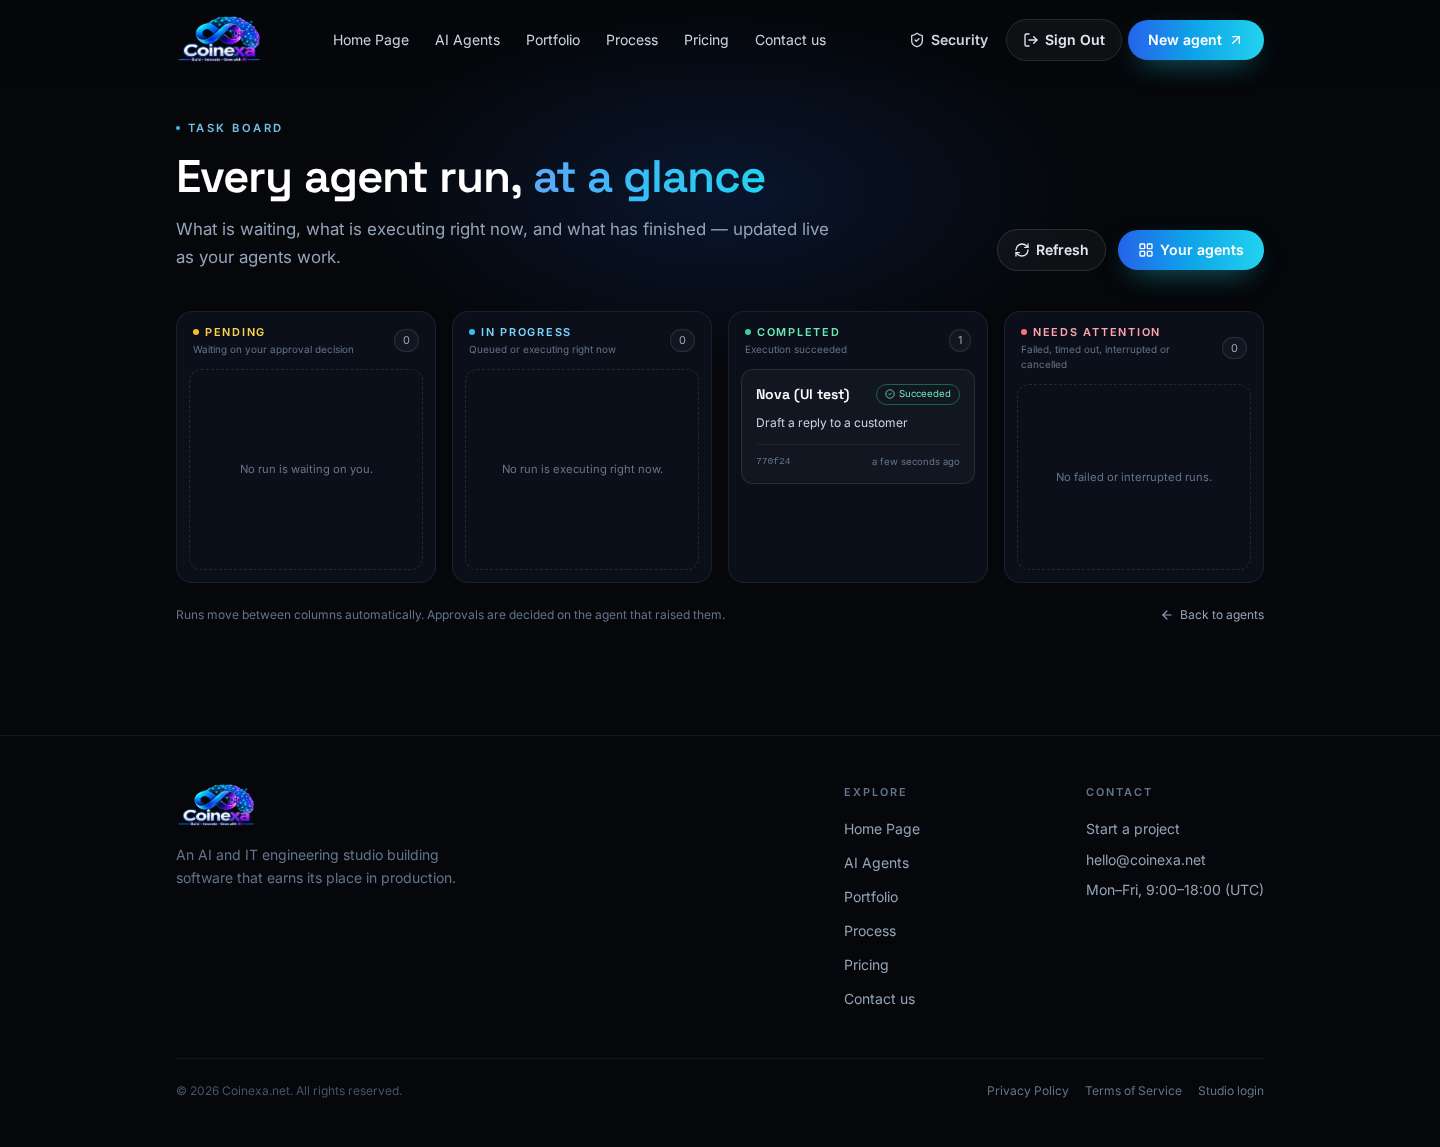 Coinexa
Home Page
AI Agents
Portfolio
Process
Pricing
Contact us
Security
Sign Out
New agent
TASK BOARD
Every agent run, at a glance
What is waiting, what is executing right now, and what has finished — updated live
as your agents work.
Refresh
Your agents
PENDING
Waiting on your approval decision
0
No run is waiting on you.
IN PROGRESS
Queued or executing right now
0
No run is executing right now.
COMPLETED
Execution succeeded
1
Nova (UI test)
Succeeded
Draft a reply to a customer
770f24
a few seconds ago
NEEDS ATTENTION
Failed, timed out, interrupted or
cancelled
0
No failed or interrupted runs.
Runs move between columns automatically. Approvals are decided on the agent that raised them.
Back to agents
Coinexa
An AI and IT engineering studio building
software that earns its place in production.
EXPLORE
Home Page
AI Agents
Portfolio
Process
Pricing
Contact us
CONTACT
Start a project
hello@coinexa.net
Mon–Fri, 9:00–18:00 (UTC)
© 2026 Coinexa.net. All rights reserved.
Privacy Policy
Terms of Service
Studio login